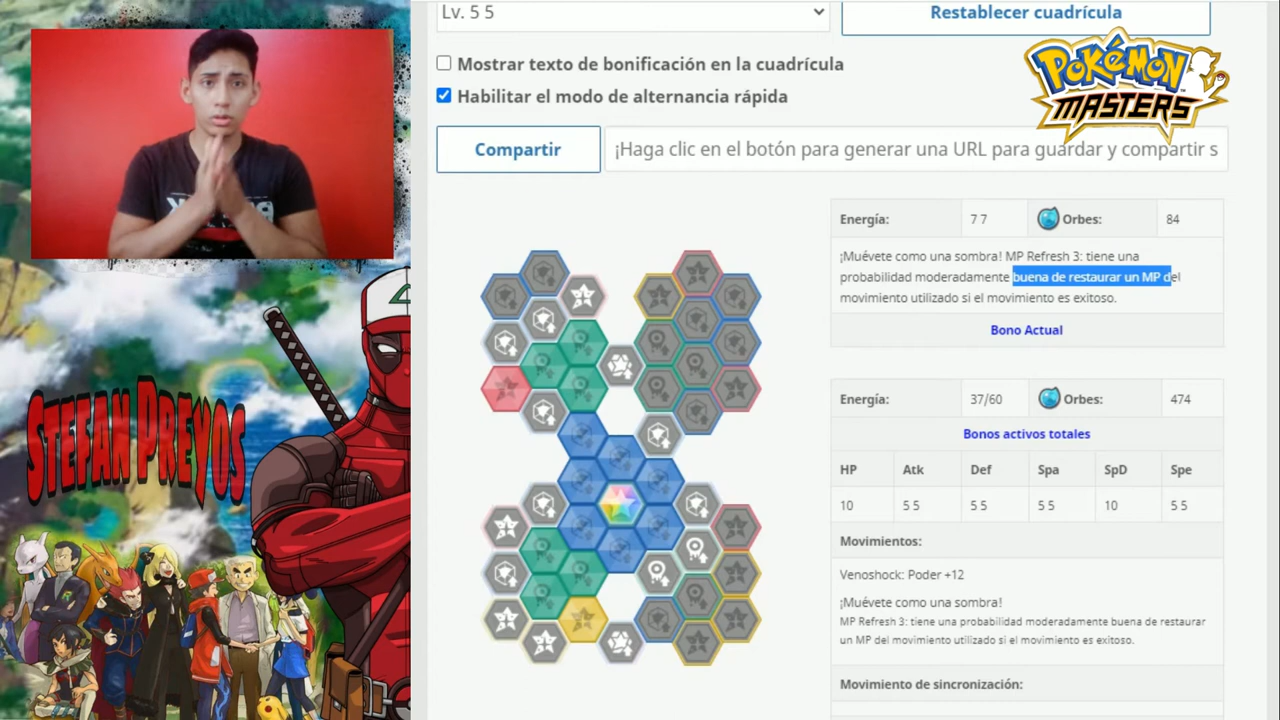 Lv. 5 5
Restablecer cuadrícula
Mostrar texto de bonificación en la cuadrícula
Habilitar el modo de alternancia rápida
POKÉMON
MASTERS
Compartir
¡Haga clic en el botón para generar una URL para guardar y compartir s
Energía: 7 7 Orbes: 84
¡Muévete como una sombra! MP Refresh 3: tiene una
probabilidad moderadamente buena de restaurar un MP del
movimiento utilizado si el movimiento es exitoso.
Bono Actual
Energía: 37/60 Orbes: 474
Bonos activos totales
HP Atk Def Spa SpD Spe
10 5 5 5 5 5 5 10 5 5
Movimientos:
Venoshock: Poder +12
¡Muévete como una sombra!
MP Refresh 3: tiene una probabilidad moderadamente buena de restaurar
un MP del movimiento utilizado si el movimiento es exitoso.
Movimiento de sincronización:
STEFAN PREYOS